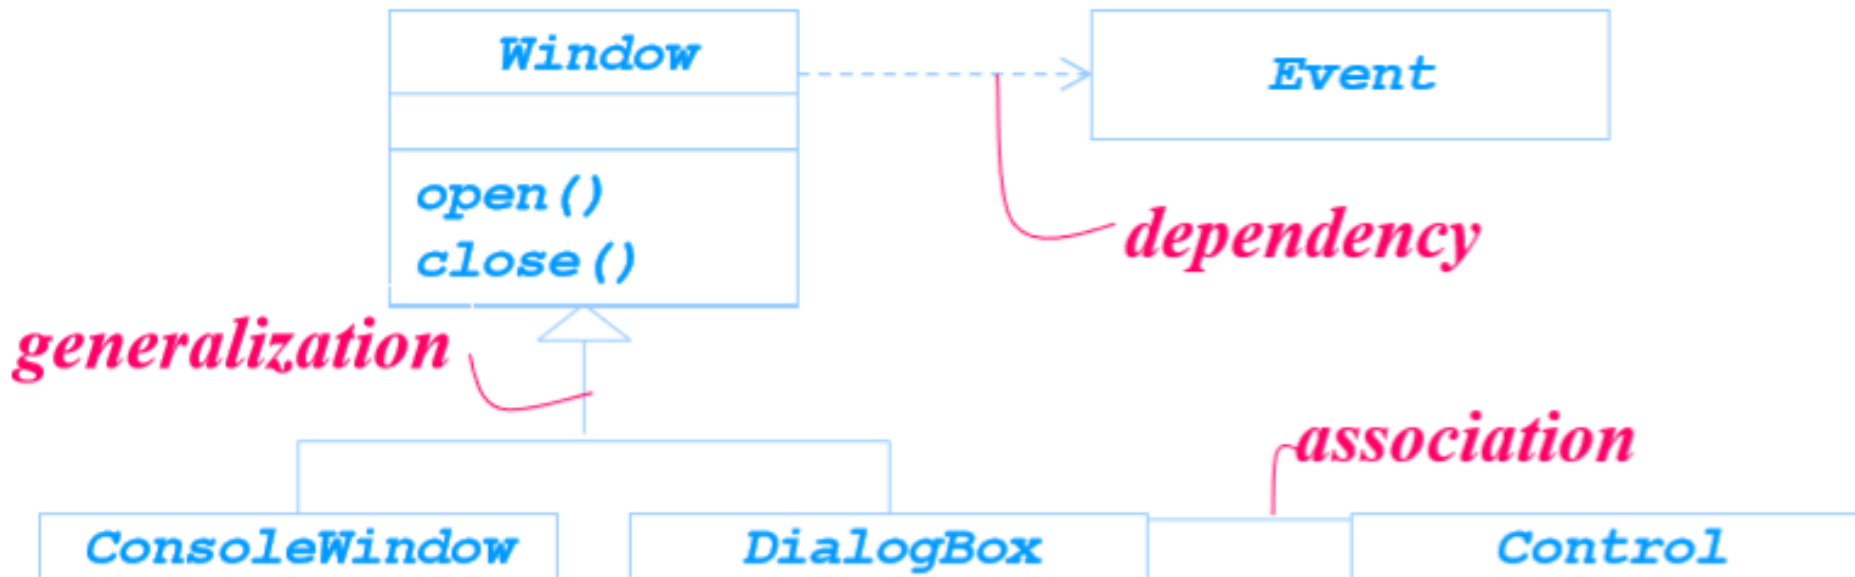 Window
Event
open()
close()
dependency
generalization
association
ConsoleWindow
DialogBox
Control